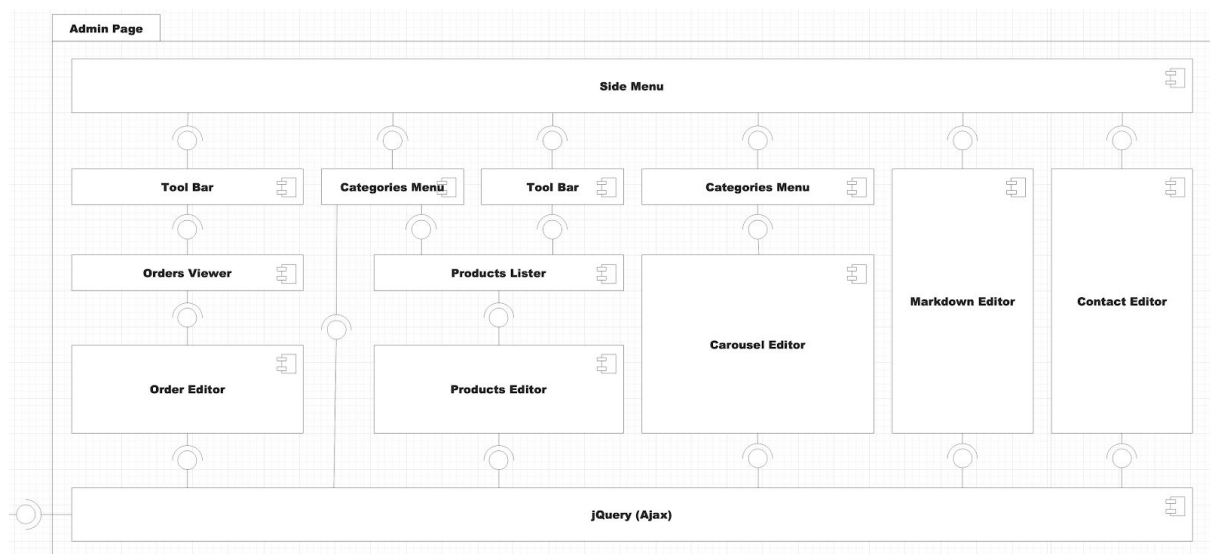 Admin Page
Side Menu
Tool Bar
Categories Menu
Tool Bar
Categories Menu
Orders Viewer
Products Lister
Markdown Editor
Contact Editor
Carousel Editor
Order Editor
Products Editor
jQuery (Ajax)